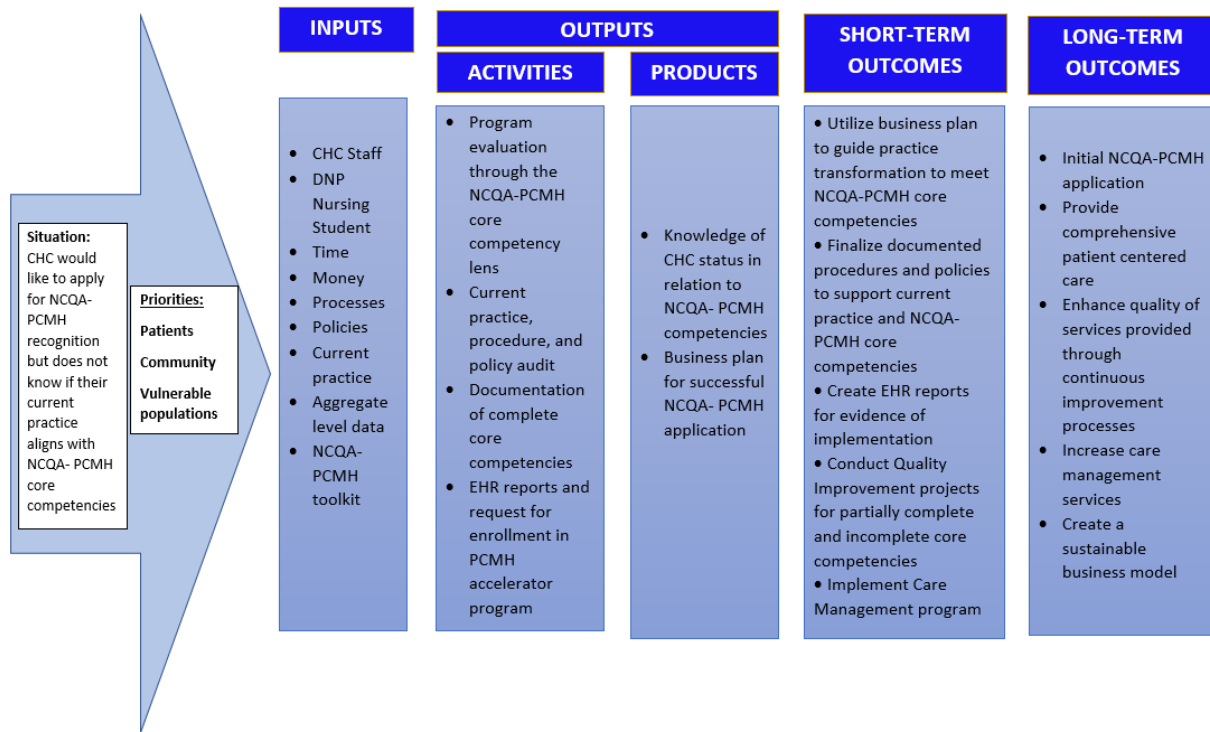 Situation:
CHC would
like to apply
for NCQA-
PCMH
recognition
but does not
know if their
current
practice
aligns with
NCQA- PCMH
core
competencies
Priorities:
Patients
Community
Vulnerable
populations
INPUTS
• CHC Staff
• DNP
Nursing
Student
• Time
• Money
• Processes
• Policies
• Current
practice
• Aggregate
level data
• NCQA-
PCMH
toolkit
OUTPUTS
ACTIVITIES
• Program
evaluation
through the
NCQA-PCMH
core
competency
lens
• Current
practice,
procedure, and
policy audit
• Documentation
of complete
core
competencies
• EHR reports and
request for
enrollment in
PCMH
accelerator
program
PRODUCTS
• Knowledge of
CHC status in
relation to
NCQA- PCMH
competencies
• Business plan
for successful
NCQA- PCMH
application
SHORT-TERM
OUTCOMES
• Utilize business
plan to guide practice
transformation to meet
NCQA-PCMH core
competencies
• Finalize documented
procedures and policies
to support current
practice and NCQA-
PCMH core
competencies
• Create EHR reports
for evidence of
implementation
• Conduct Quality
Improvement projects
for partially complete
and incomplete core
competencies
• Implement Care
Management program
LONG-TERM
OUTCOMES
• Initial NCQA-PCMH
application
• Provide
comprehensive
patient centered
care
• Enhance quality of
services provided
through
continuous
improvement
processes
• Increase care
management
services
• Create a
sustainable
business model